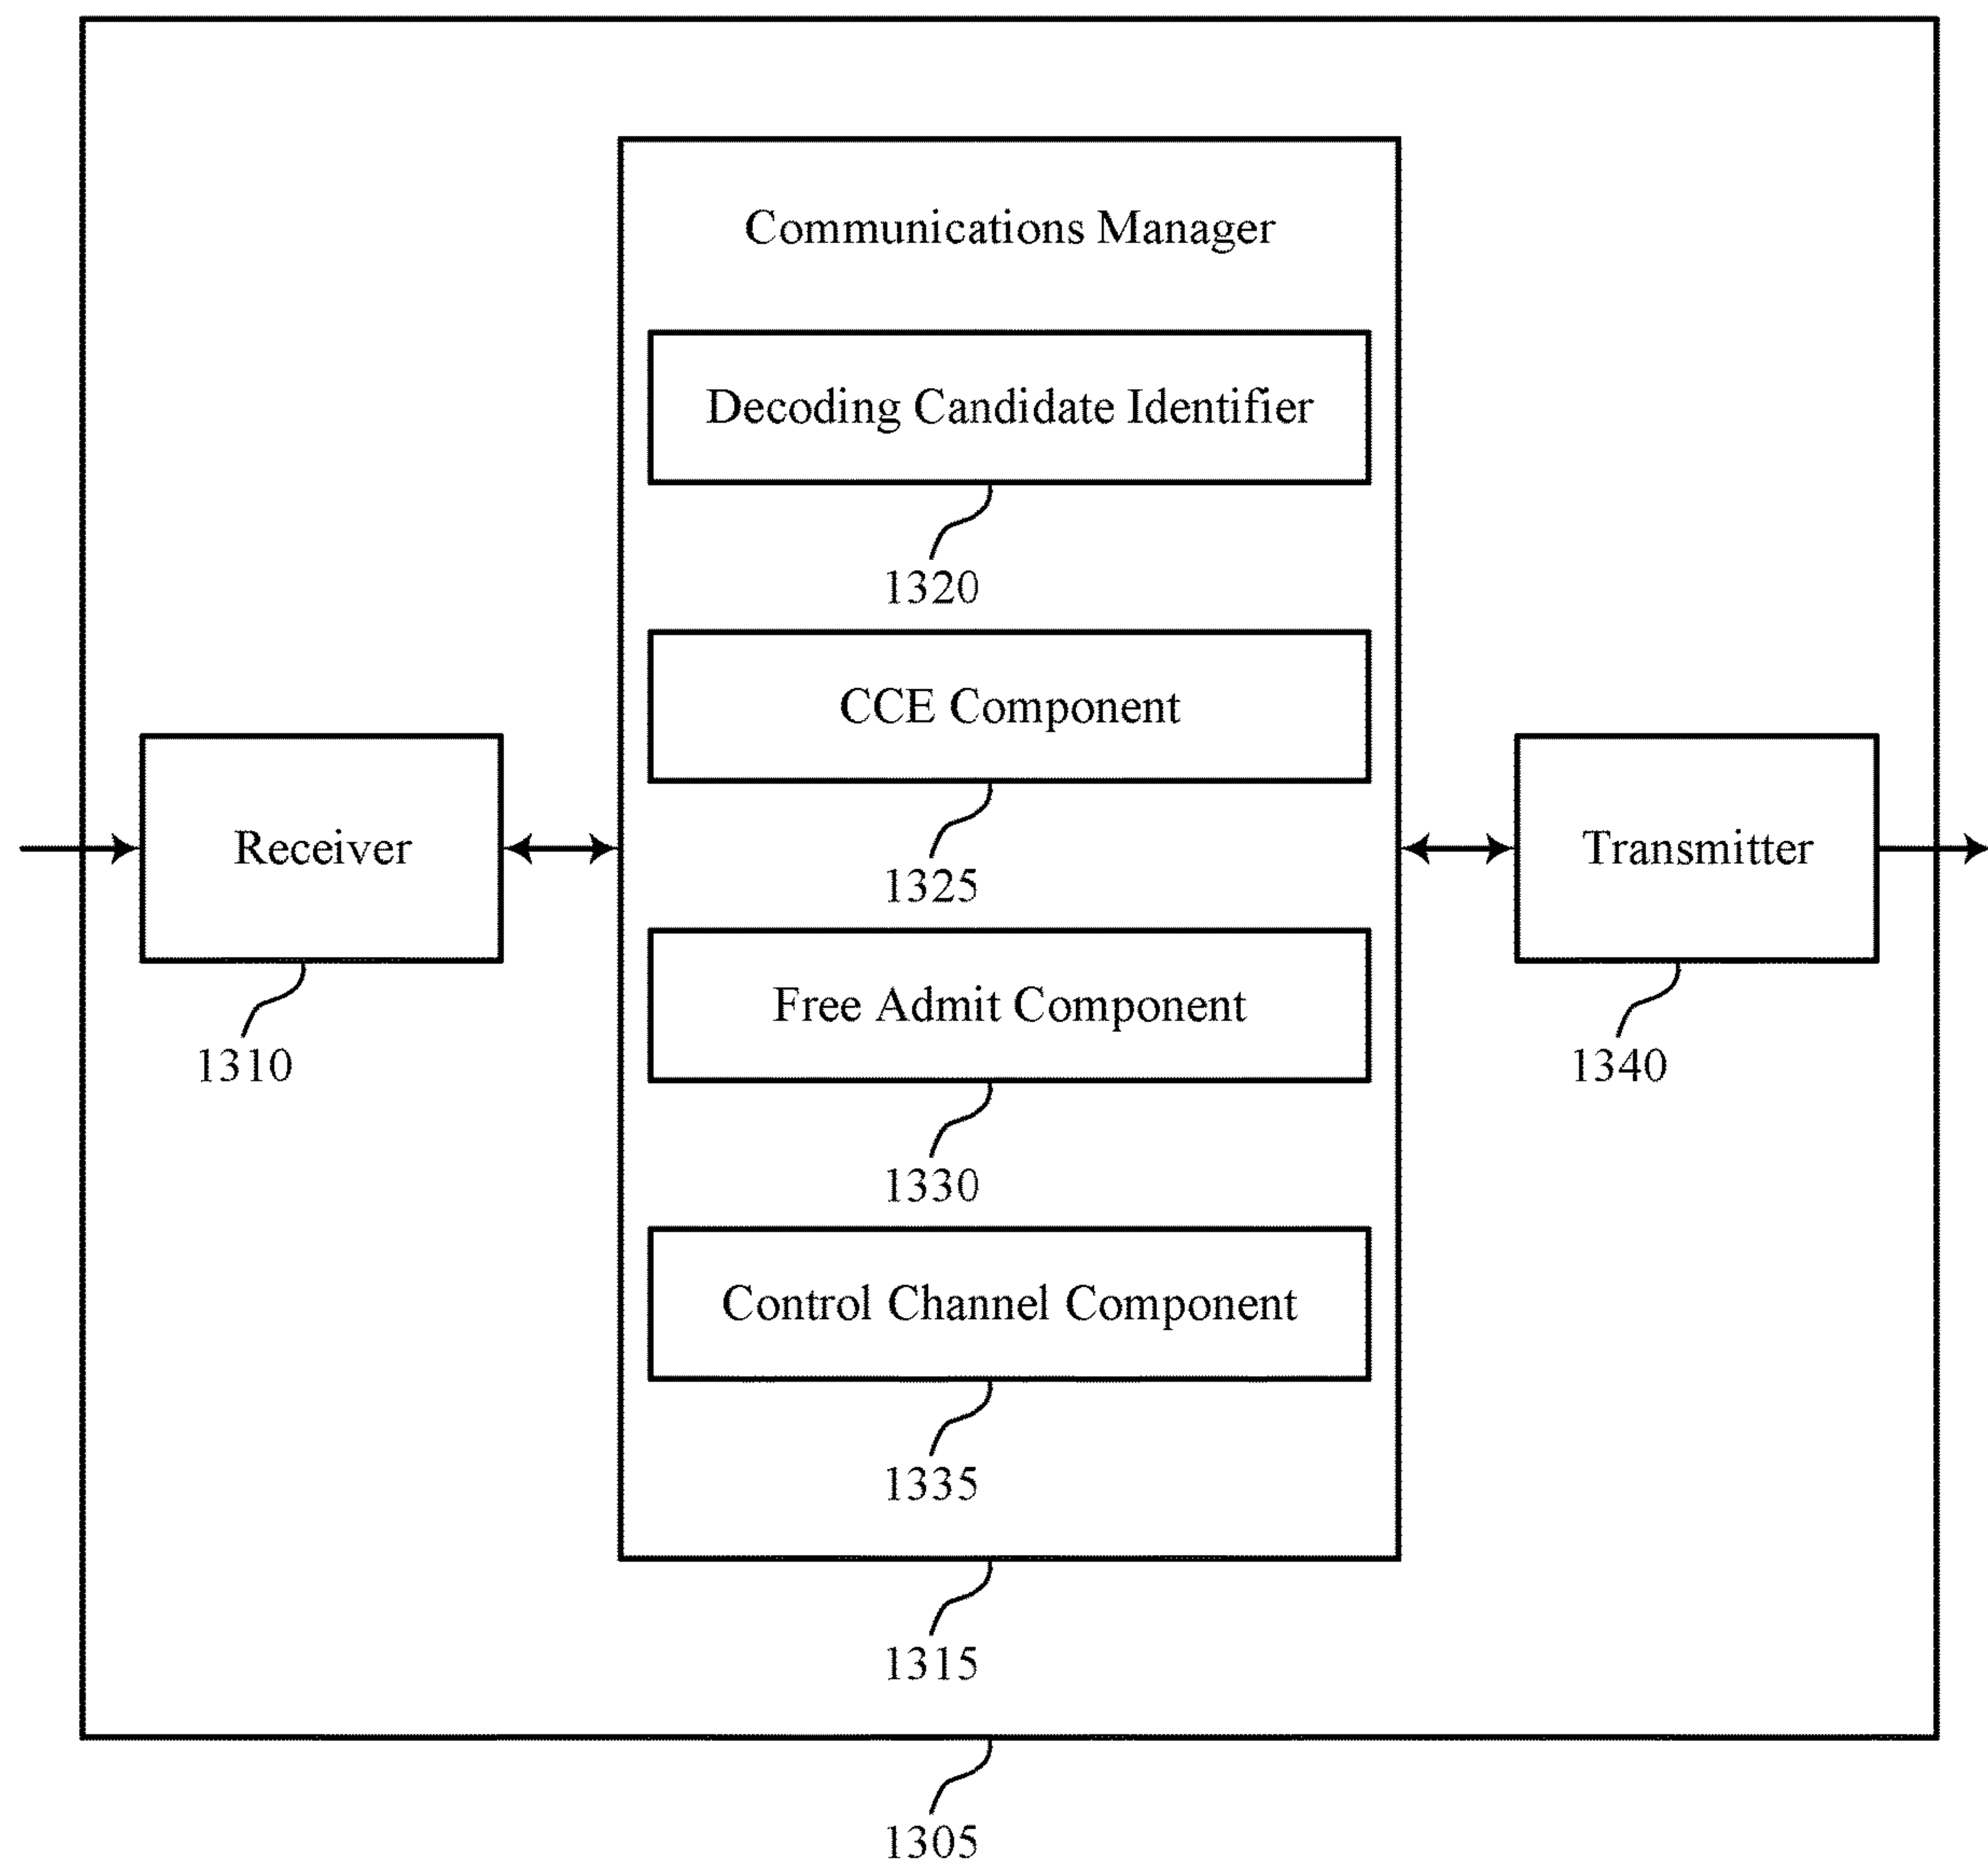 Communications Manager
Decoding Candidate Identifier
1320
CCE Component
1325
Receiver
1310
Transmitter
1340
Free Admit Component
1330
Control Channel Component
1335
1315
1305